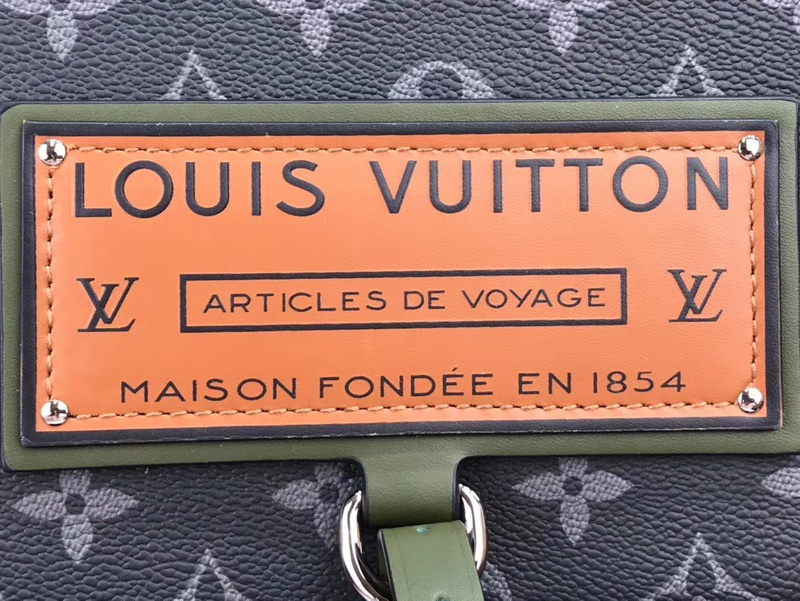 LOUIS VUITTON
LV ARTICLES DE VOYAGE LV
MAISON FONDÉE EN 1854